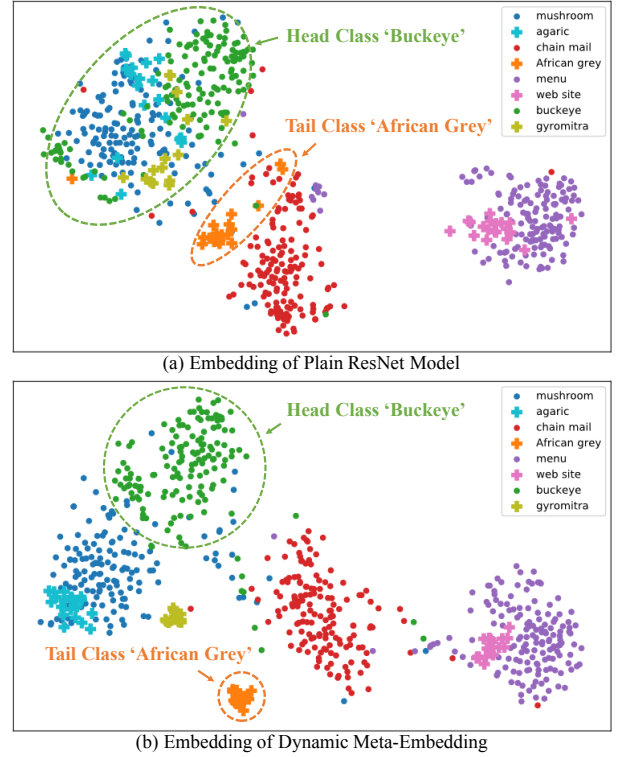 Head Class ‘Buckeye’
Tail Class ‘African Grey’
mushroom
agaric
chain mail
African grey
menu
web site
buckeye
gyromitra
(a) Embedding of Plain ResNet Model
Head Class ‘Buckeye’
mushroom
agaric
chain mail
African grey
menu
web site
buckeye
gyromitra
Tail Class ‘African Grey’
(b) Embedding of Dynamic Meta-Embedding